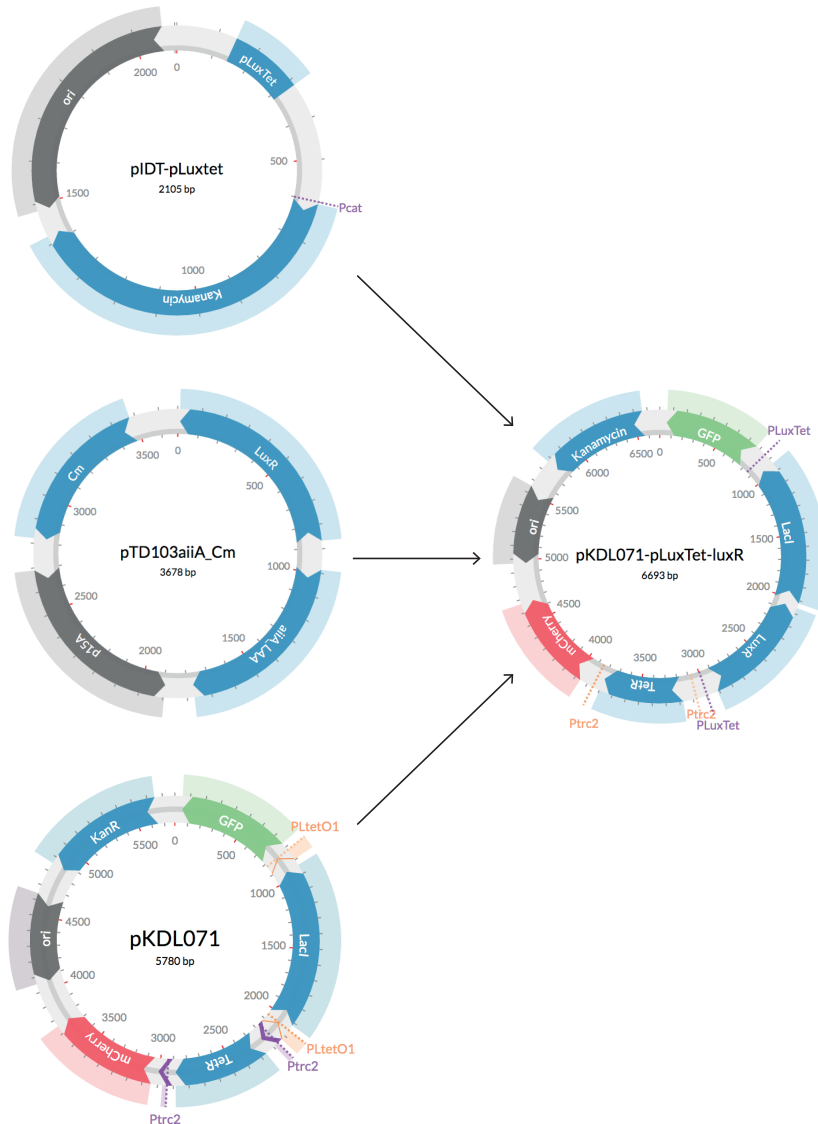 0
pLuxTet
500
Pcat
Kanamycin
1000
1500
ori
2000
pIDT-pLuxtet
2105 bp
0
LuxR
500
1000
aiiA_LAA
1500
2000
p15A
2500
3000
Cm
3500
pTD103aiiA_Cm
3678 bp
0
GFP
500
PLuxTet
1000
LacI
1500
2000
LuxR
2500
3000
PLuxTet
Ptrc2
TetR
3500
Ptrc2
4000
mCherry
4500
5000
ori
5500
6000
Kanamycin
6500
pKDL071-pLuxTet-luxR
6693 bp
0
GFP
500
PLtetO1
1000
LacI
1500
2000
PLtetO1
Ptrc2
TetR
2500
3000
Ptrc2
mCherry
3500
4000
ori
4500
5000
KanR
5500
pKDL071
5780 bp